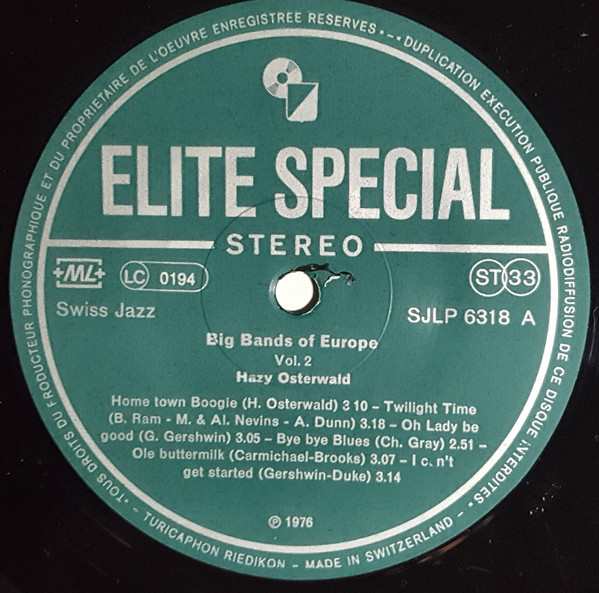 TOUS DROITS DU PRODUCTEUR PHONOGRAPHIQUE ET DU PROPRIETAIRE DE L'OEUVRE ENREGISTREE RESERVES · – · DUPLICATION EXECUTION PUBLIQUE RADIODIFFUSION DE CE DISQUE INTERDITES ·
ELITE SPECIAL
STEREO
+ML+ LC 0194
ST 33
Swiss Jazz
SJLP 6318 A
Big Bands of Europe
Vol. 2
Hazy Osterwald
Home town Boogie (H. Osterwald) 3 10 – Twilight Time
(B. Ram - M. & Al. Nevins - A. Dunn) 3.18 – Oh Lady be
good (G. Gershwin) 3.05 – Bye bye Blues (Ch. Gray) 2.51 –
Ole buttermilk (Carmichael-Brooks) 3.07 – I c. n't
get started (Gershwin-Duke) 3.14
℗ 1976
TURICAPHON RIEDIKON – MADE IN SWITZERLAND –